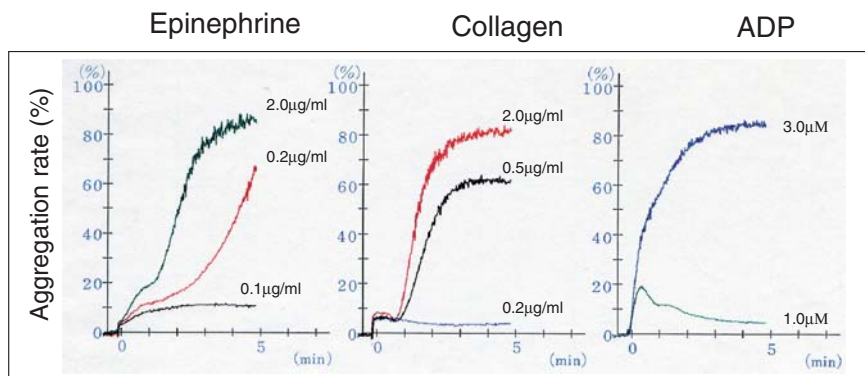 Epinephrine Collagen ADP
Aggregation rate (%)
(%)
100
80
60
40
20
0
0
5
(min)
2.0µg/ml
0.2µg/ml
0.1µg/ml
(%)
100
80
60
40
20
0
0
5
(min)
2.0µg/ml
0.5µg/ml
0.2µg/ml
(%)
100
80
60
40
20
0
0
5
(min)
3.0µM
1.0µM